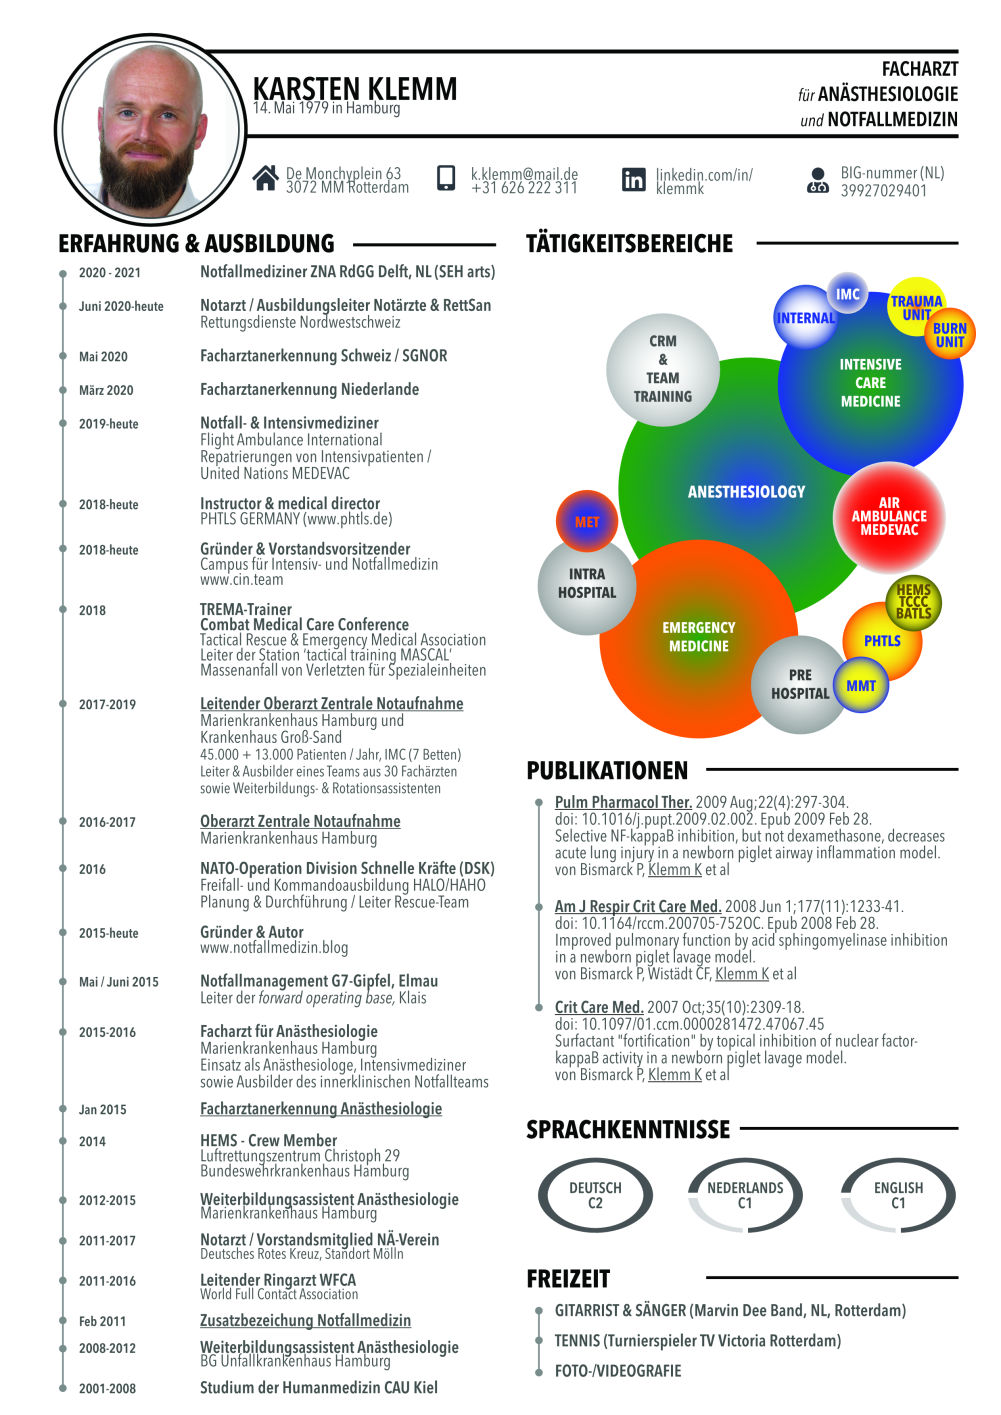 KARSTEN KLEMM
14. Mai 1979 in Hamburg
FACHARZT
für ANÄSTHESIOLOGIE
und NOTFALLMEDIZIN
De Monchyplein 63
3072 MM Rotterdam
k.klemm@mail.de
+31 626 222 311
linkedin.com/in/
klemmk
BIG-nummer (NL)
39927029401
ERFAHRUNG & AUSBILDUNG
2020 - 2021 Notfallmediziner ZNA RdGG Delft, NL (SEH arts)
Juni 2020-heute Notarzt / Ausbildungsleiter Notärzte & RettSan
Rettungsdienste Nordwestschweiz
Mai 2020 Facharztanerkennung Schweiz / SGNOR
März 2020 Facharztanerkennung Niederlande
2019-heute Notfall- & Intensivmediziner
Flight Ambulance International
Repatrierungen von Intensivpatienten /
United Nations MEDEVAC
2018-heute Instructor & medical director
PHTLS GERMANY (www.phtls.de)
2018-heute Gründer & Vorstandsvorsitzender
Campus für Intensiv- und Notfallmedizin
www.cin.team
2018 TREMA-Trainer
Combat Medical Care Conference
Tactical Rescue & Emergency Medical Association
Leiter der Station ‘tactical training MASCAL’
Massenanfall von Verletzten für Spezialeinheiten
2017-2019 Leitender Oberarzt Zentrale Notaufnahme
Marienkrankenhaus Hamburg und
Krankenhaus Groß-Sand
45.000 + 13.000 Patienten / Jahr, IMC (7 Betten)
Leiter & Ausbilder eines Teams aus 30 Fachärzten
sowie Weiterbildungs- & Rotationsassistenten
2016-2017 Oberarzt Zentrale Notaufnahme
Marienkrankenhaus Hamburg
2016 NATO-Operation Division Schnelle Kräfte (DSK)
Freifall- und Kommandoausbildung HALO/HAHO
Planung & Durchführung / Leiter Rescue-Team
2015-heute Gründer & Autor
www.notfallmedizin.blog
Mai / Juni 2015 Notfallmanagement G7-Gipfel, Elmau
Leiter der forward operating base, Klais
2015-2016 Facharzt für Anästhesiologie
Marienkrankenhaus Hamburg
Einsatz als Anästhesiologe, Intensivmediziner
sowie Ausbilder des innerklinischen Notfallteams
Jan 2015 Facharztanerkennung Anästhesiologie
2014 HEMS - Crew Member
Luftrettungszentrum Christoph 29
Bundeswehrkrankenhaus Hamburg
2012-2015 Weiterbildungsassistent Anästhesiologie
Marienkrankenhaus Hamburg
2011-2017 Notarzt / Vorstandsmitglied NÄ-Verein
Deutsches Rotes Kreuz, Standort Mölln
2011-2016 Leitender Ringarzt WFCA
World Full Contact Association
Feb 2011 Zusatzbezeichung Notfallmedizin
2008-2012 Weiterbildungsassistent Anästhesiologie
BG Unfallkrankenhaus Hamburg
2001-2008 Studium der Humanmedizin CAU Kiel
TÄTIGKEITSBEREICHE
IMC
INTERNAL
TRAUMA
UNIT
BURN
UNIT
CRM
&
TEAM
TRAINING
INTENSIVE
CARE
MEDICINE
ANESTHESIOLOGY
AIR
AMBULANCE
MEDEVAC
MET
INTRA
HOSPITAL
HEMS
TCCC
BATLS
EMERGENCY
MEDICINE
PHTLS
PRE
HOSPITAL
MMT
PUBLIKATIONEN
Pulm Pharmacol Ther. 2009 Aug;22(4):297-304.
doi: 10.1016/j.pupt.2009.02.002. Epub 2009 Feb 28.
Selective NF-kappaB inhibition, but not dexamethasone, decreases
acute lung injury in a newborn piglet airway inflammation model.
von Bismarck P, Klemm K et al
Am J Respir Crit Care Med. 2008 Jun 1;177(11):1233-41.
doi: 10.1164/rccm.200705-752OC. Epub 2008 Feb 28.
Improved pulmonary function by acid sphingomyelinase inhibition
in a newborn piglet lavage model.
von Bismarck P, Wistädt CF, Klemm K et al
Crit Care Med. 2007 Oct;35(10):2309-18.
doi: 10.1097/01.ccm.0000281472.47067.45
Surfactant "fortification" by topical inhibition of nuclear factor-
kappaB activity in a newborn piglet lavage model.
von Bismarck P, Klemm K et al
SPRACHKENNTNISSE
DEUTSCH
C2
NEDERLANDS
C1
ENGLISH
C1
FREIZEIT
GITARRIST & SÄNGER (Marvin Dee Band, NL, Rotterdam)
TENNIS (Turnierspieler TV Victoria Rotterdam)
FOTO-/VIDEOGRAFIE